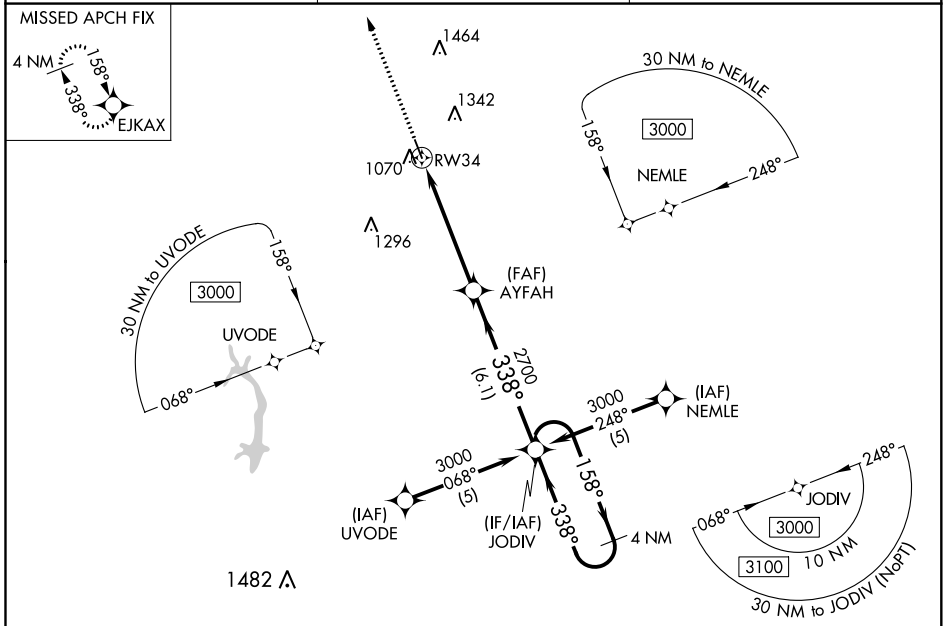 MISSED APCH FIX
4 NM
158°
338°
EJKAX
1464
1342
1070
RW34
1296
30 NM to NEMLE
3000
158°
NEMLE
248°
30 NM to UVODE
3000
158°
UVODE
068°
(FAF)
AYFAH
2700
338°
(6.1)
3000
248°
(5)
(IAF)
NEMLE
3000
068°
(5)
(IAF)
UVODE
(IF/IAF)
JODIV
158°
338°
4 NM
248°
068°
JODIV
3000
10 NM
3100
30 NM to JODIV (NoPT)
1482